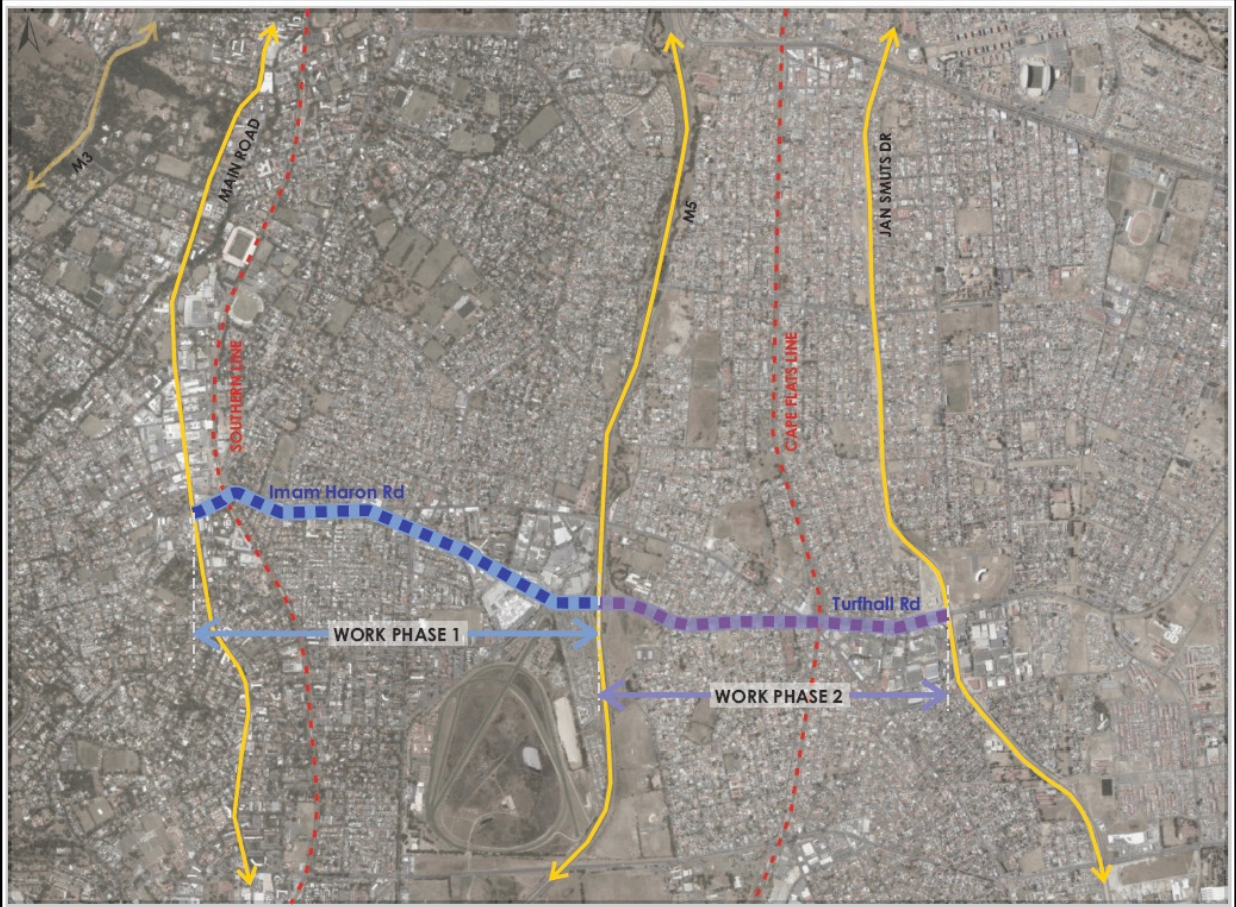 M3
MAIN ROAD
M5
JAN SMUTS DR
SOUTHERN LINE
CAPE FLATS LINE
Imam Haron Rd
Turfhall Rd
WORK PHASE 1
WORK PHASE 2